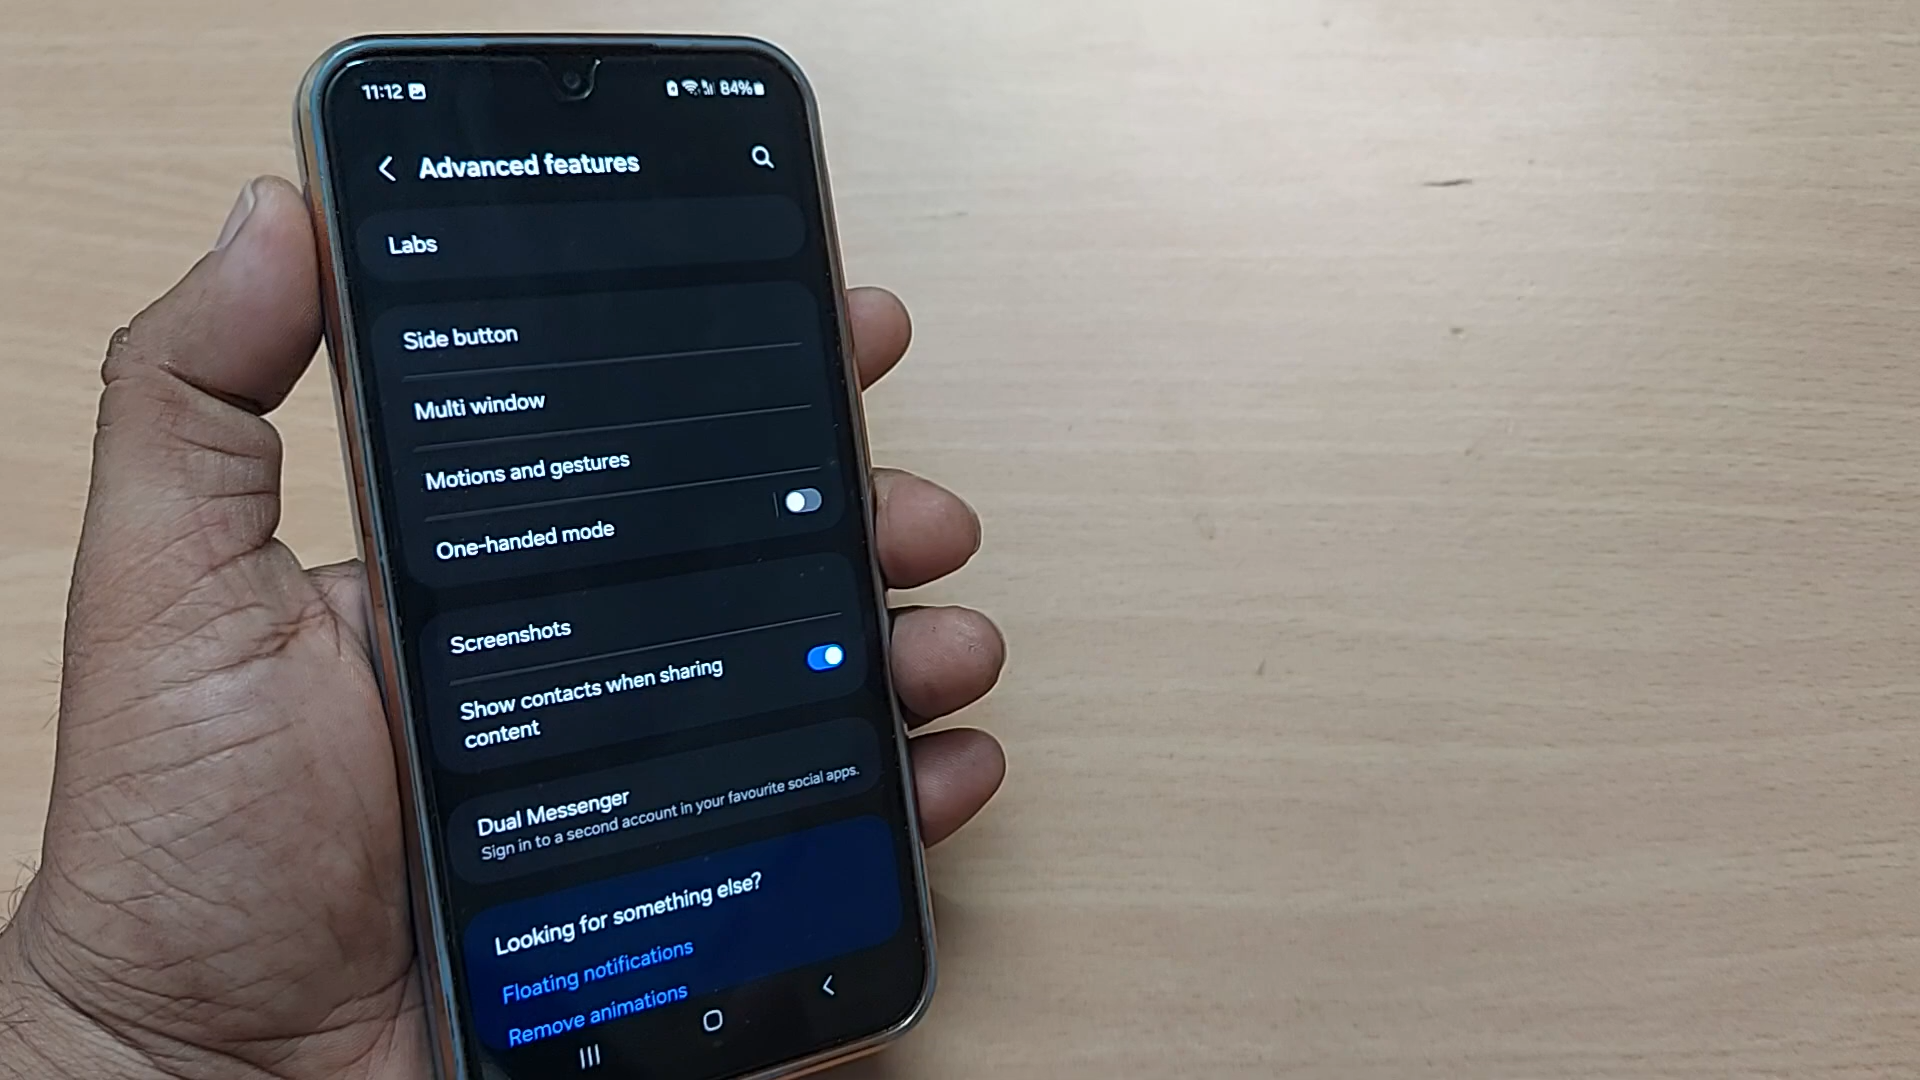 11:12 84%
Advanced features
Labs
Side button
Multi window
Motions and gestures
One-handed mode
Screenshots
Show contacts when sharing
content
Dual Messenger
Sign in to a second account in your favourite social apps.
Looking for something else?
Floating notifications
Remove animations